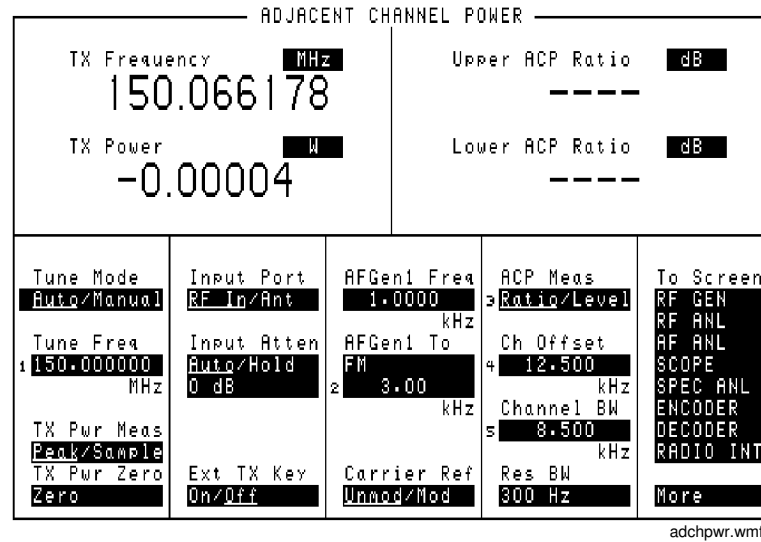 ADJACENT CHANNEL POWER
TX Frequency MHz
150.066178
TX Power W
-0.00004
Upper ACP Ratio dB
----
Lower ACP Ratio dB
----
Tune Mode
Auto/Manual
Tune Freq
1 150.000000
MHz
TX Pwr Meas
Peak/Sample
TX Pwr Zero
Zero
Input Port
RF In/Ant
Input Atten
Auto/Hold
0 dB
Ext TX Key
On/Off
AFGen1 Freq
1.0000
kHz
AFGen1 To
FM
2 3.00
kHz
Carrier Ref
Unmod/Mod
ACP Meas
3 Ratio/Level
Ch Offset
4 12.500
kHz
Channel BW
5 8.500
kHz
Res BW
300 Hz
To Screen
RF GEN
RF ANL
AF ANL
SCOPE
SPEC ANL
ENCODER
DECODER
RADIO INT
More
adchpwr.wmf